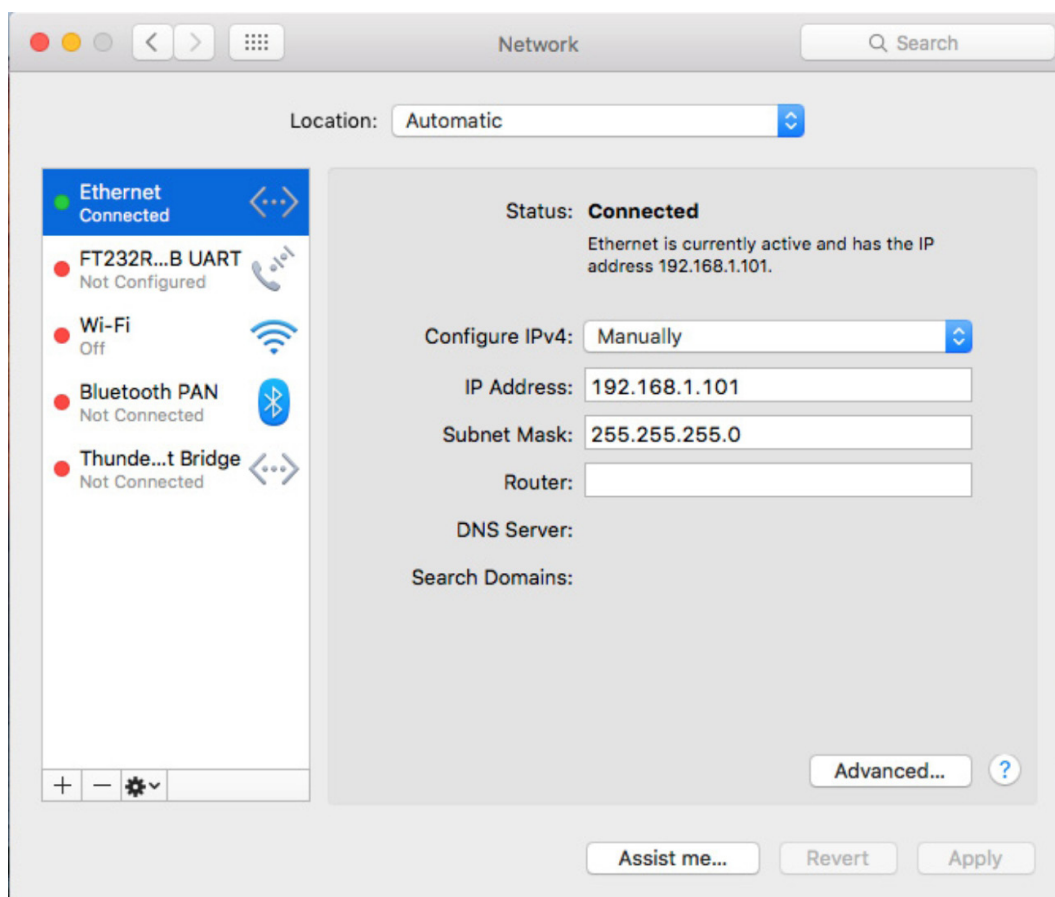 Network
Search
Location: Automatic
Ethernet
Connected
FT232R...B UART
Not Configured
Wi-Fi
Off
Bluetooth PAN
Not Connected
Thunde...t Bridge
Not Connected
Status: Connected
Ethernet is currently active and has the IP
address 192.168.1.101.
Configure IPv4: Manually
IP Address: 192.168.1.101
Subnet Mask: 255.255.255.0
Router:
DNS Server:
Search Domains:
Advanced... ?
Assist me... Revert Apply